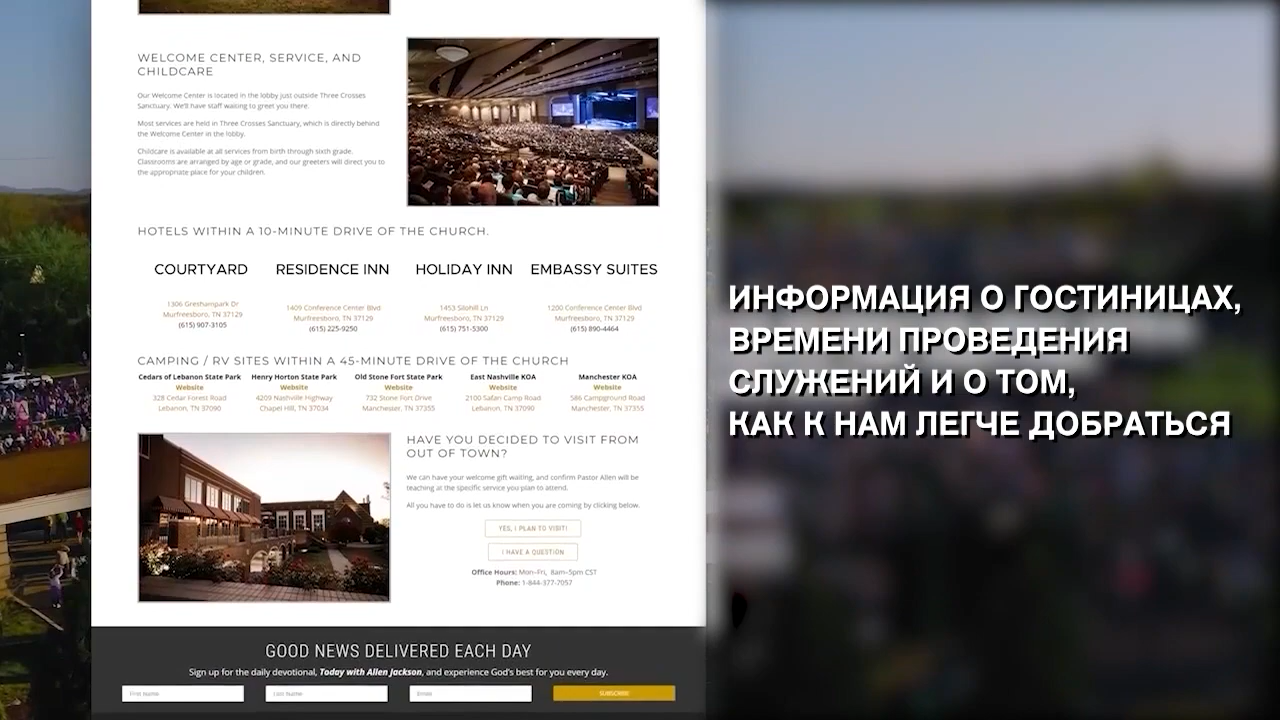 WELCOME CENTER, SERVICE, AND
CHILDCARE
Our Welcome Center is located in the lobby just outside Three Crosses
Sanctuary. We'll have staff waiting to greet you there.
Most services are held in Three Crosses Sanctuary, which is directly behind
the Welcome Center in the lobby.
Childcare is available at all services from birth through sixth grade.
Classrooms are arranged by age or grade, and our greeters will direct you to
the appropriate place for your children.
HOTELS WITHIN A 10-MINUTE DRIVE OF THE CHURCH.
COURTYARD
1306 Greshampark Dr
Murfreesboro, TN 37129
(615) 907-3105
RESIDENCE INN
1409 Conference Center Blvd
Murfreesboro, TN 37129
(615) 225-9250
HOLIDAY INN
1453 Silohill Ln
Murfreesboro, TN 37129
(615) 751-5300
EMBASSY SUITES
1200 Conference Center Blvd
Murfreesboro, TN 37129
(615) 890-4464
CAMPING / RV SITES WITHIN A 45-MINUTE DRIVE OF THE CHURCH
Cedars of Lebanon State Park
Website
328 Cedar Forest Road
Lebanon, TN 37090
Henry Horton State Park
Website
4209 Nashville Highway
Chapel Hill, TN 37034
Old Stone Fort State Park
Website
732 Stone Fort Drive
Manchester, TN 37355
East Nashville KOA
Website
2100 Safari Camp Road
Lebanon, TN 37090
Manchester KOA
Website
586 Campground Road
Manchester, TN 37355
HAVE YOU DECIDED TO VISIT FROM
OUT OF TOWN?
We can have your welcome gift waiting, and confirm Pastor Allen will be
teaching at the specific service you plan to attend.
All you have to do is let us know when you are coming by clicking below.
YES, I PLAN TO VISIT!
I HAVE A QUESTION
Office Hours: Mon–Fri, 8am–5pm CST
Phone: 1-844-377-7057
GOOD NEWS DELIVERED EACH DAY
Sign up for the daily devotional, Today with Allen Jackson, and experience God's best for you every day.
First Name
Last Name
Email
SUBSCRIBE
ИНФОРМАЦИЯ О ГОСТИНИЦАХ,
ВРЕМЕНИ ПРОВЕДЕНИЯ
СЛУЖЕНИЙ И О ТОМ,
КАК К НАМ ЛЕГЧЕ ДОБРАТЬСЯ